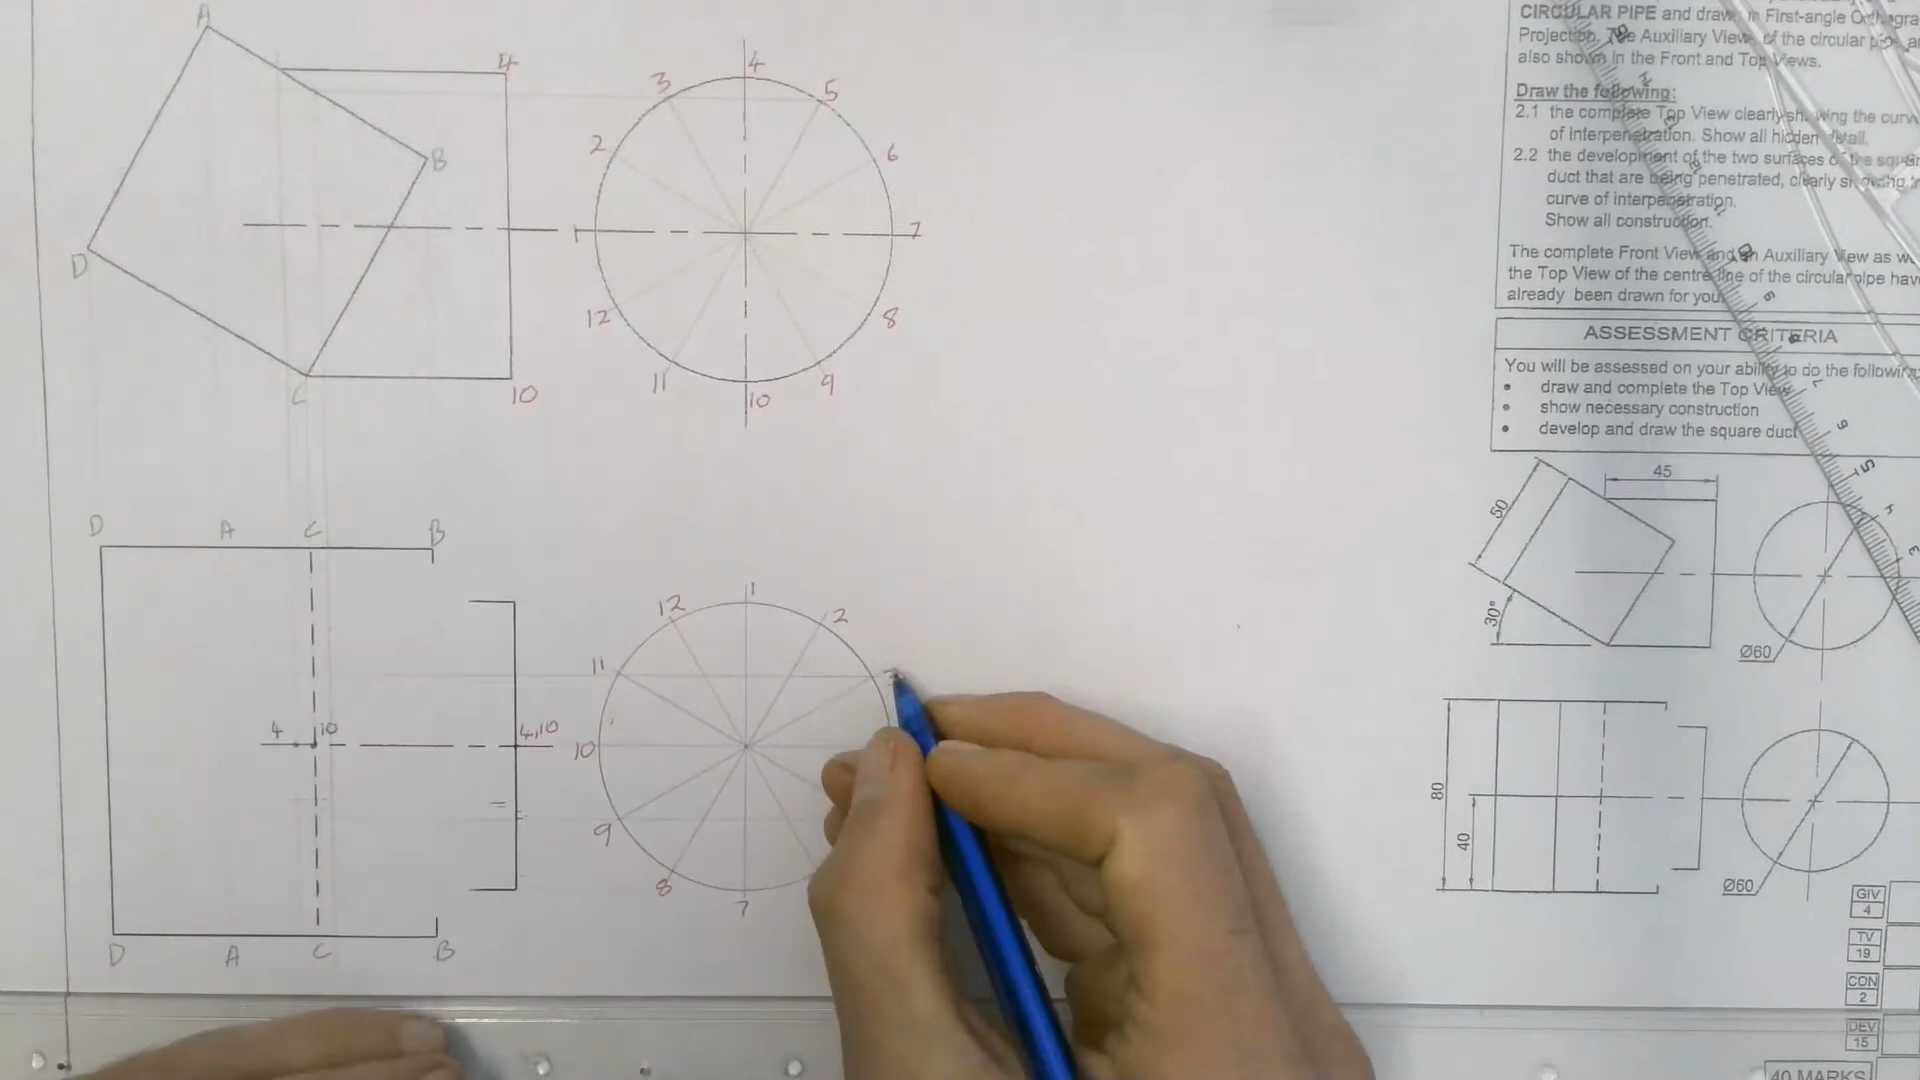 A
4
B
D
C
10
4
3
5
2
6
1
7
12
8
11
9
10
D A C B
4 10
4,10
D A C B
1
12
2
11
3
10
9
8
7
CIRCULAR PIPE and draw in First-angle
Projection. The Auxiliary View of the circular
also shown in the Front and Top Views.
Draw the following:
2.1 the complete Top View clearly showing the
of interpenetration. Show all hidden detail.
2.2 the development of the two surfaces of the
duct that are being penetrated, clearly showing
curve of interpenetration.
Show all construction.
The complete Front View and an Auxiliary View as
the Top View of the centre line of the circular pipe
already been drawn for you.
ASSESSMENT CRITERIA
You will be assessed on your ability to do the following
• draw and complete the Top View
• show necessary construction
• develop and draw the square duct
45
50
30°
Ø60
80
40
Ø60
GIV
4
TV
19
CON
2
DEV
15
40 MARKS